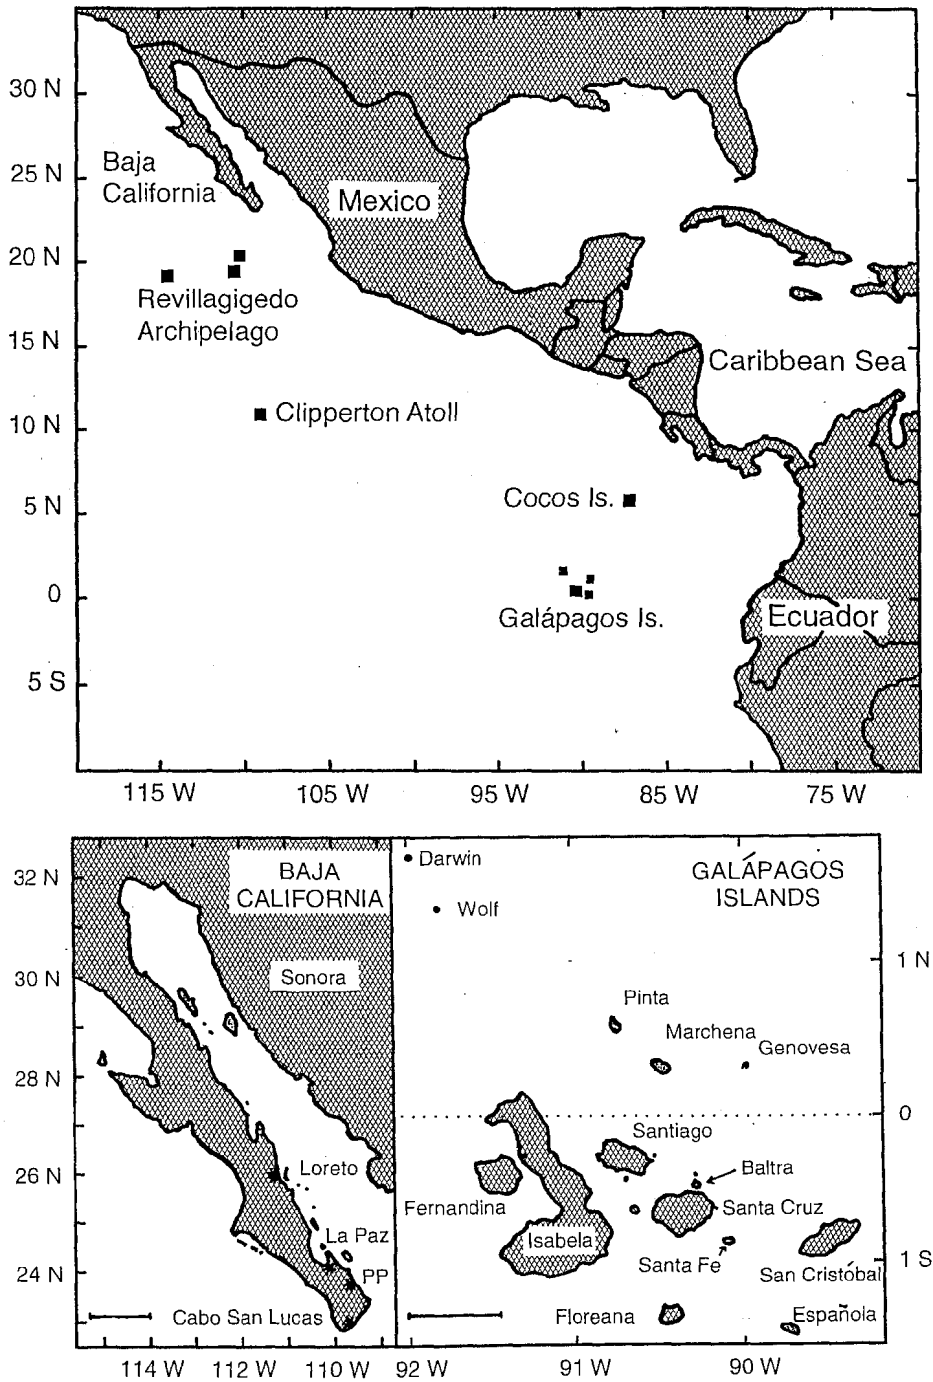 30 N
25 N
20 N
15 N
10 N
5 N
0
5 S
Baja
California
Mexico
Revillagigedo
Archipelago
Caribbean Sea
Clipperton Atoll
Cocos Is.
Galápagos Is.
Ecuador
115 W
105 W
95 W
85 W
75 W
BAJA
CALIFORNIA
32 N
30 N
28 N
26 N
24 N
Sonora
Loreto
La Paz
PP
Cabo San Lucas
114 W
112 W
110 W
GALÁPAGOS
ISLANDS
Darwin
Wolf
1 N
Pinta
Marchena
Genovesa
0
Santiago
Baltra
Fernandina
Santa Cruz
Isabela
Santa Fe
1 S
San Cristóbal
Floreana
Española
92 W
91 W
90 W